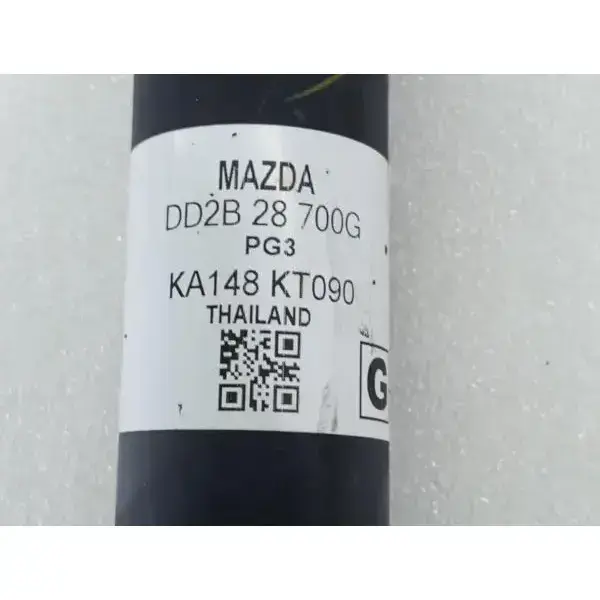 MAZDA
DD2B 28 700G
PG3
KA148 KT090
THAILAND
G